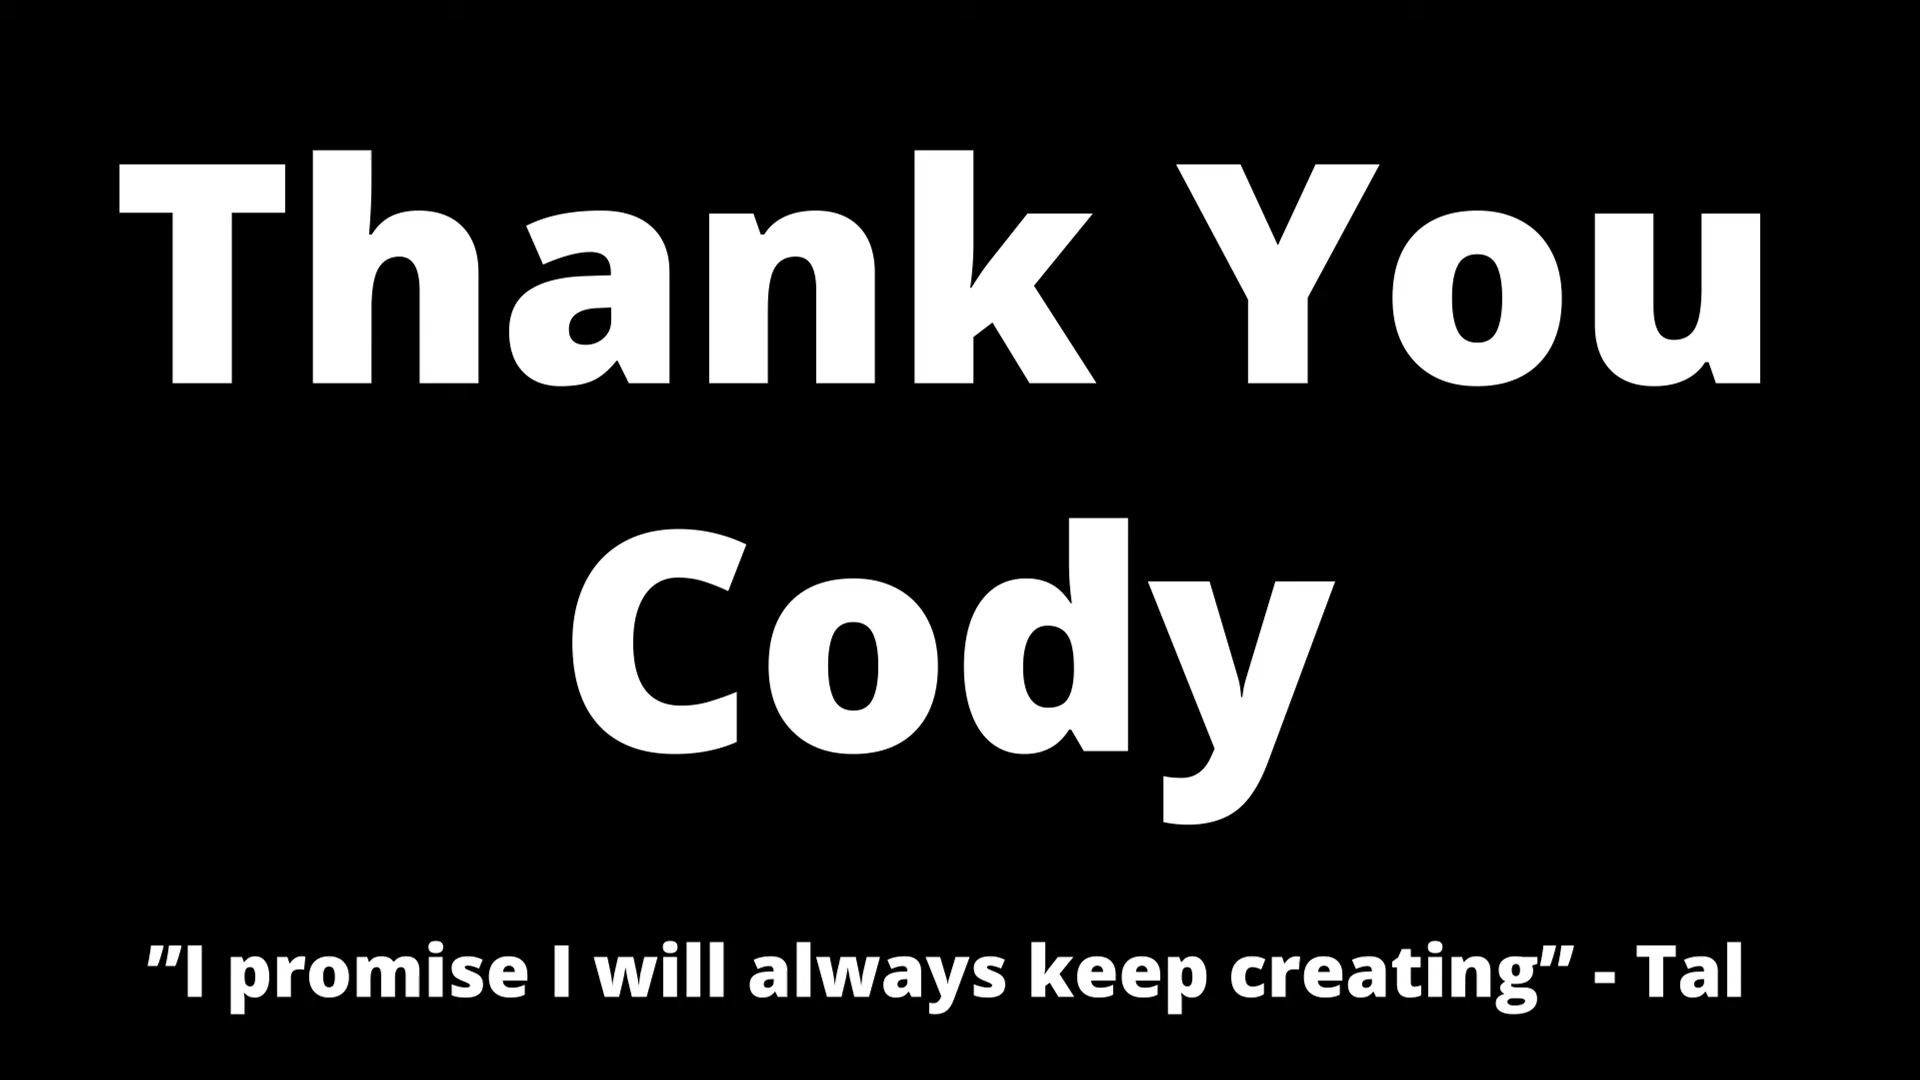 Thank You
Cody
”I promise I will always keep creating” - Tal